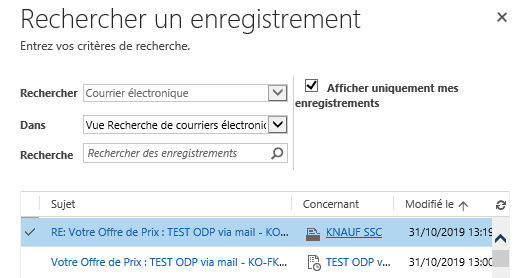 Rechercher un enregistrement
Entrez vos critères de recherche.
Rechercher Courrier électronique
Afficher uniquement mes enregistrements
Dans Vue Recherche de courriers électroniq
Recherche Rechercher des enregistrements
Sujet Concernant Modifié le
RE: Votre Offre de Prix : TEST ODP via mail - KO... KNAUF SSC 31/10/2019 13:19
Votre Offre de Prix : TEST ODP via mail - KO-FK... TEST ODP v... 31/10/2019 13:00